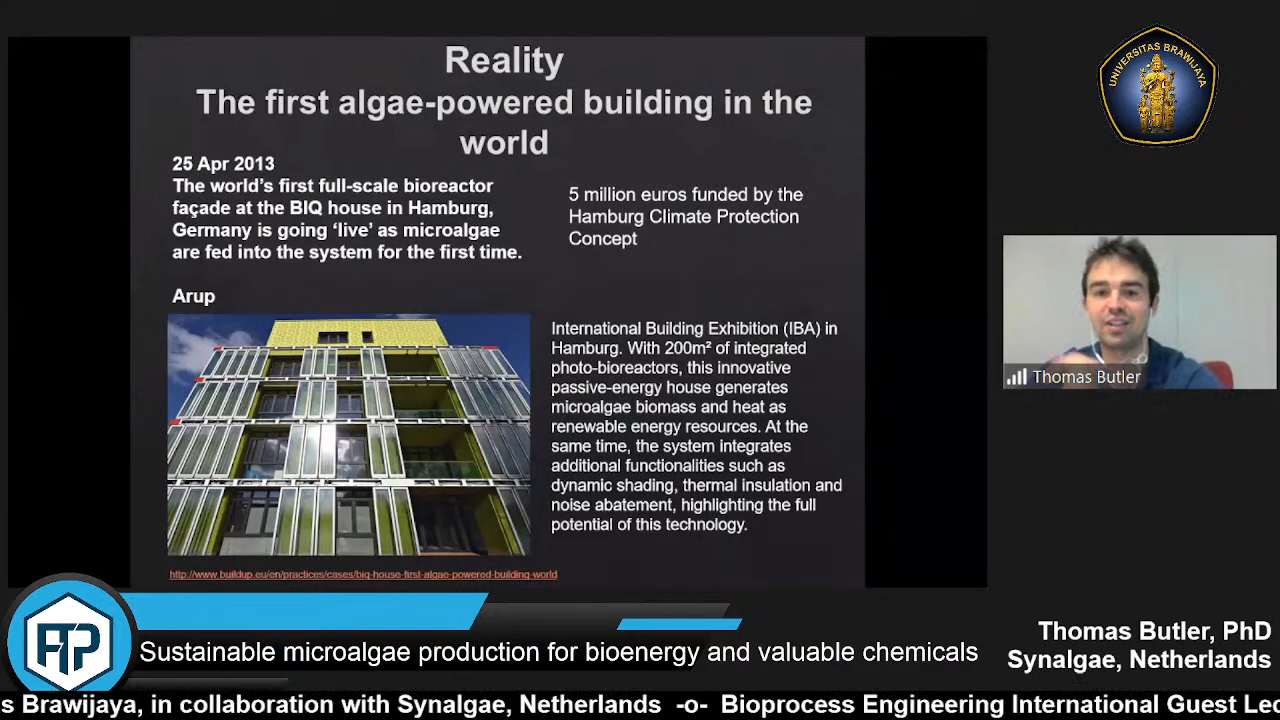 Reality
The first algae-powered building in the
world
25 Apr 2013
The world's first full-scale bioreactor
façade at the BIQ house in Hamburg,
Germany is going ‘live’ as microalgae
are fed into the system for the first time.
Arup
5 million euros funded by the
Hamburg Climate Protection
Concept
International Building Exhibition (IBA) in
Hamburg. With 200m² of integrated
photo-bioreactors, this innovative
passive-energy house generates
microalgae biomass and heat as
renewable energy resources. At the
same time, the system integrates
additional functionalities such as
dynamic shading, thermal insulation and
noise abatement, highlighting the full
potential of this technology.
http://www.buildup.eu/en/practices/cases/biq-house-first-algae-powered-building-world
UNIVERSITAS BRAWIJAYA
Thomas Butler
Thomas Butler, PhD
Synalgae, Netherlands
FTP
Sustainable microalgae production for bioenergy and valuable chemicals
s Brawijaya, in collaboration with Synalgae, Netherlands -o- Bioprocess Engineering International Guest Lec